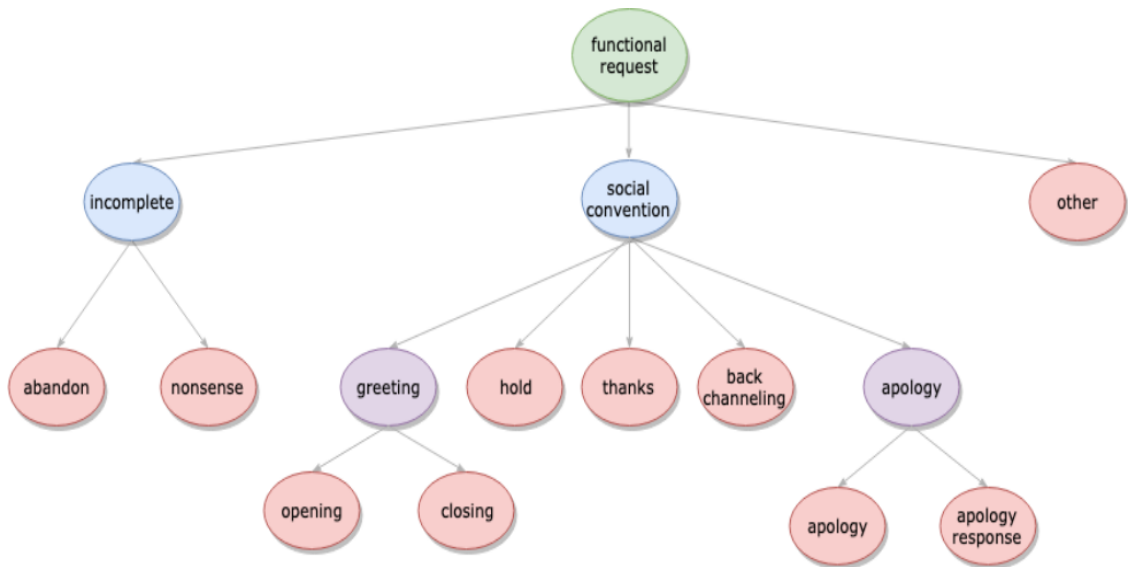 functional
request
incomplete
social
convention
other
abandon
nonsense
greeting
hold
thanks
back
channeling
apology
opening
closing
apology
apology
response